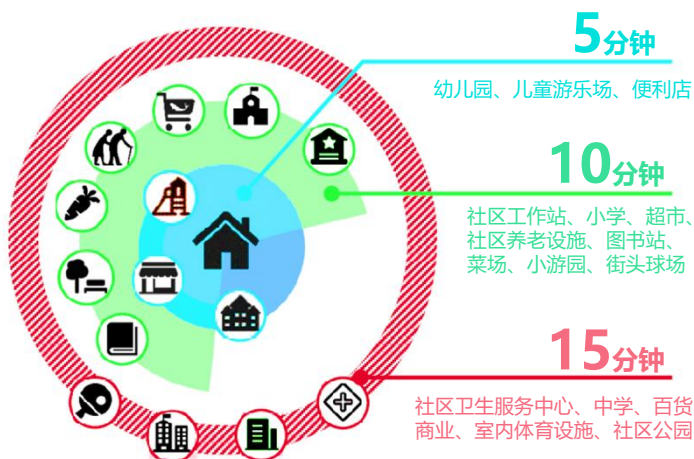 5分钟
幼儿园、儿童游乐场、便利店
10分钟
社区工作站、小学、超市、
社区养老设施、图书站、
菜场、小游园、街头球场
15分钟
社区卫生服务中心、中学、百货
商业、室内体育设施、社区公园